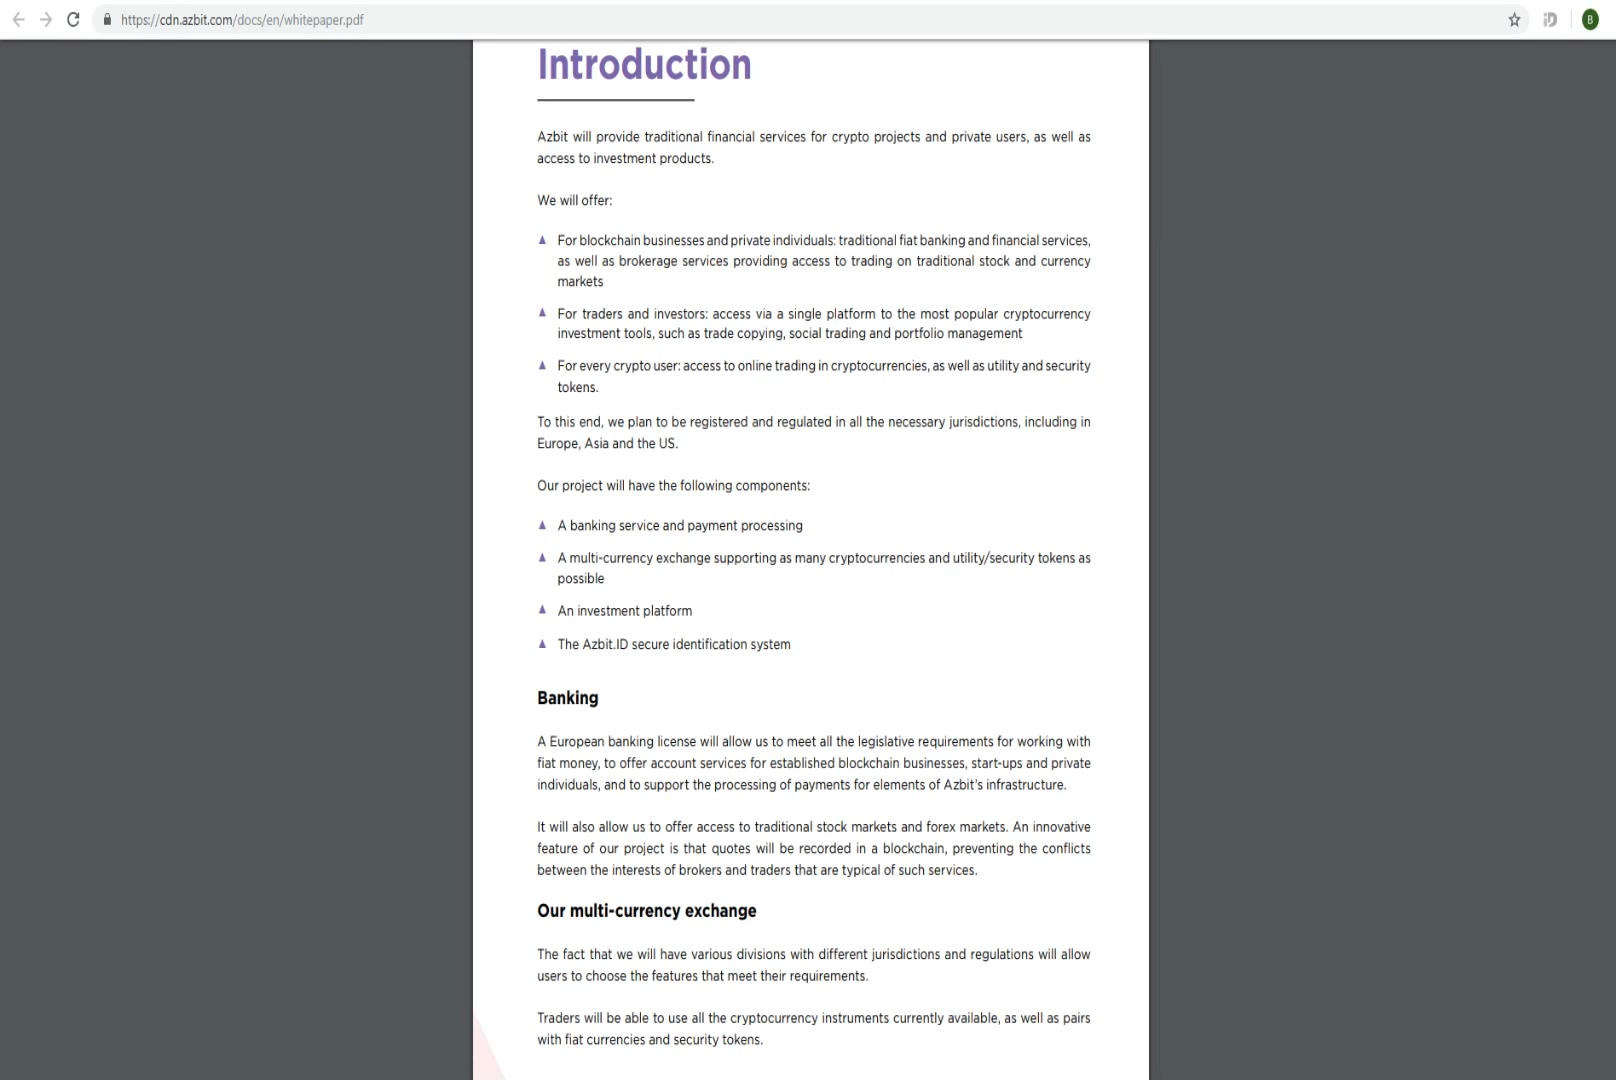 https://cdn.azbit.com/docs/en/whitepaper.pdf
iD
B
Introduction
Azbit will provide traditional financial services for crypto projects and private users, as well as
access to investment products.
We will offer:
For blockchain businesses and private individuals: traditional fiat banking and financial services,
as well as brokerage services providing access to trading on traditional stock and currency
markets
For traders and investors: access via a single platform to the most popular cryptocurrency
investment tools, such as trade copying, social trading and portfolio management
For every crypto user: access to online trading in cryptocurrencies, as well as utility and security
tokens.
To this end, we plan to be registered and regulated in all the necessary jurisdictions, including in
Europe, Asia and the US.
Our project will have the following components:
A banking service and payment processing
A multi-currency exchange supporting as many cryptocurrencies and utility/security tokens as
possible
An investment platform
The Azbit.ID secure identification system
Banking
A European banking license will allow us to meet all the legislative requirements for working with
fiat money, to offer account services for established blockchain businesses, start-ups and private
individuals, and to support the processing of payments for elements of Azbit's infrastructure.
It will also allow us to offer access to traditional stock markets and forex markets. An innovative
feature of our project is that quotes will be recorded in a blockchain, preventing the conflicts
between the interests of brokers and traders that are typical of such services.
Our multi-currency exchange
The fact that we will have various divisions with different jurisdictions and regulations will allow
users to choose the features that meet their requirements.
Traders will be able to use all the cryptocurrency instruments currently available, as well as pairs
with fiat currencies and security tokens.